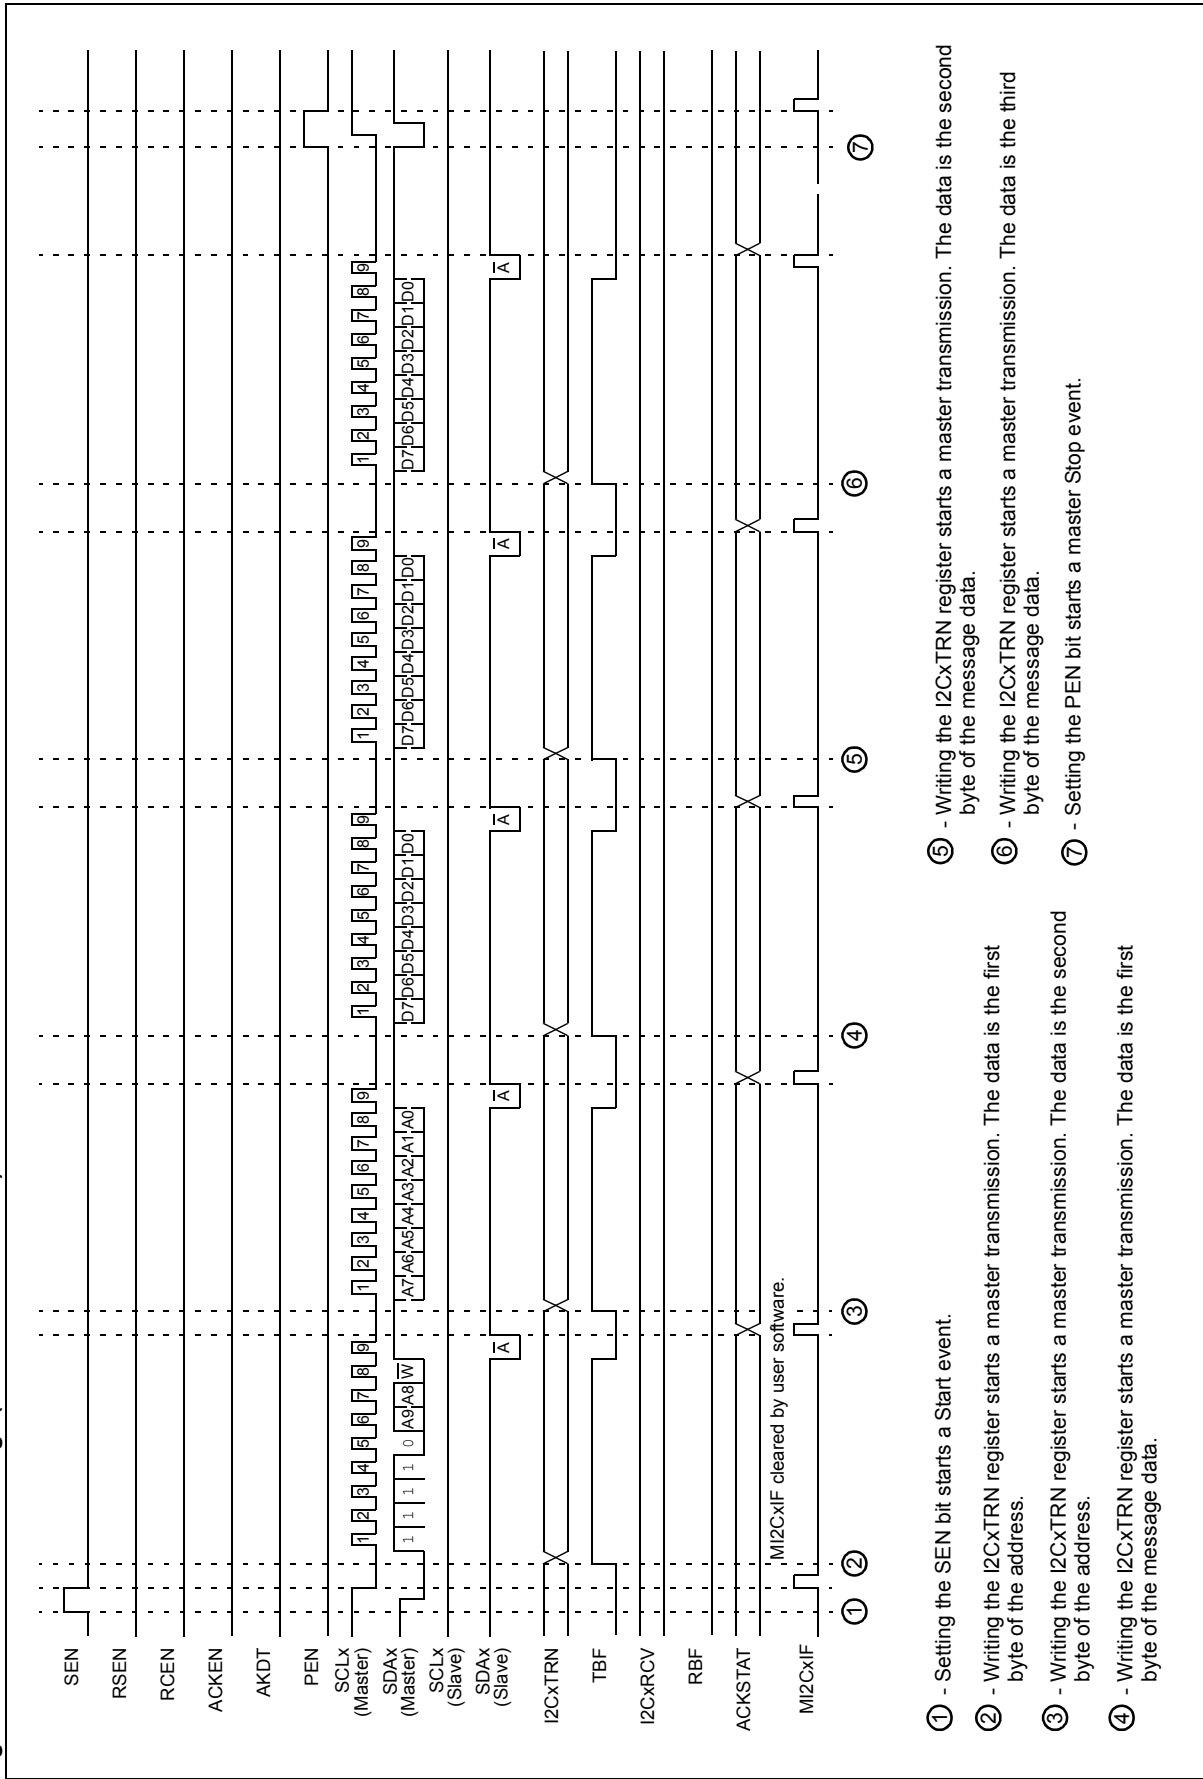 SEN
RSEN
RCEN
ACKEN
AKDT
PEN
SCLx
(Master)
1 2 3 4 5 6 7 8 9 1 2 3 4 5 6 7 8 9 1 2 3 4 5 6 7 8 9 1 2 3 4 5 6 7 8 9 1 2 3 4 5 6 7 8 9
SDAx
(Master)
1 1 1 1 0 A9 A8 W A7 A6 A5 A4 A3 A2 A1 A0 D7 D6 D5 D4 D3 D2 D1 D0 D7 D6 D5 D4 D3 D2 D1 D0 D7 D6 D5 D4 D3 D2 D1 D0
SCLx
(Slave)
SDAx
(Slave)
A A A A A
I2CxTRN
TBF
I2CxRCV
RBF
ACKSTAT
MI2CxIF cleared by user software.
MI2CxIF
1 2 3 4 5 6 7
1 - Setting the SEN bit starts a Start event.
2 - Writing the I2CxTRN register starts a master transmission. The data is the first
byte of the address.
3 - Writing the I2CxTRN register starts a master transmission. The data is the second
byte of the address.
4 - Writing the I2CxTRN register starts a master transmission. The data is the first
byte of the message data.
5 - Writing the I2CxTRN register starts a master transmission. The data is the second
byte of the message data.
6 - Writing the I2CxTRN register starts a master transmission. The data is the third
byte of the message data.
7 - Setting the PEN bit starts a master Stop event.